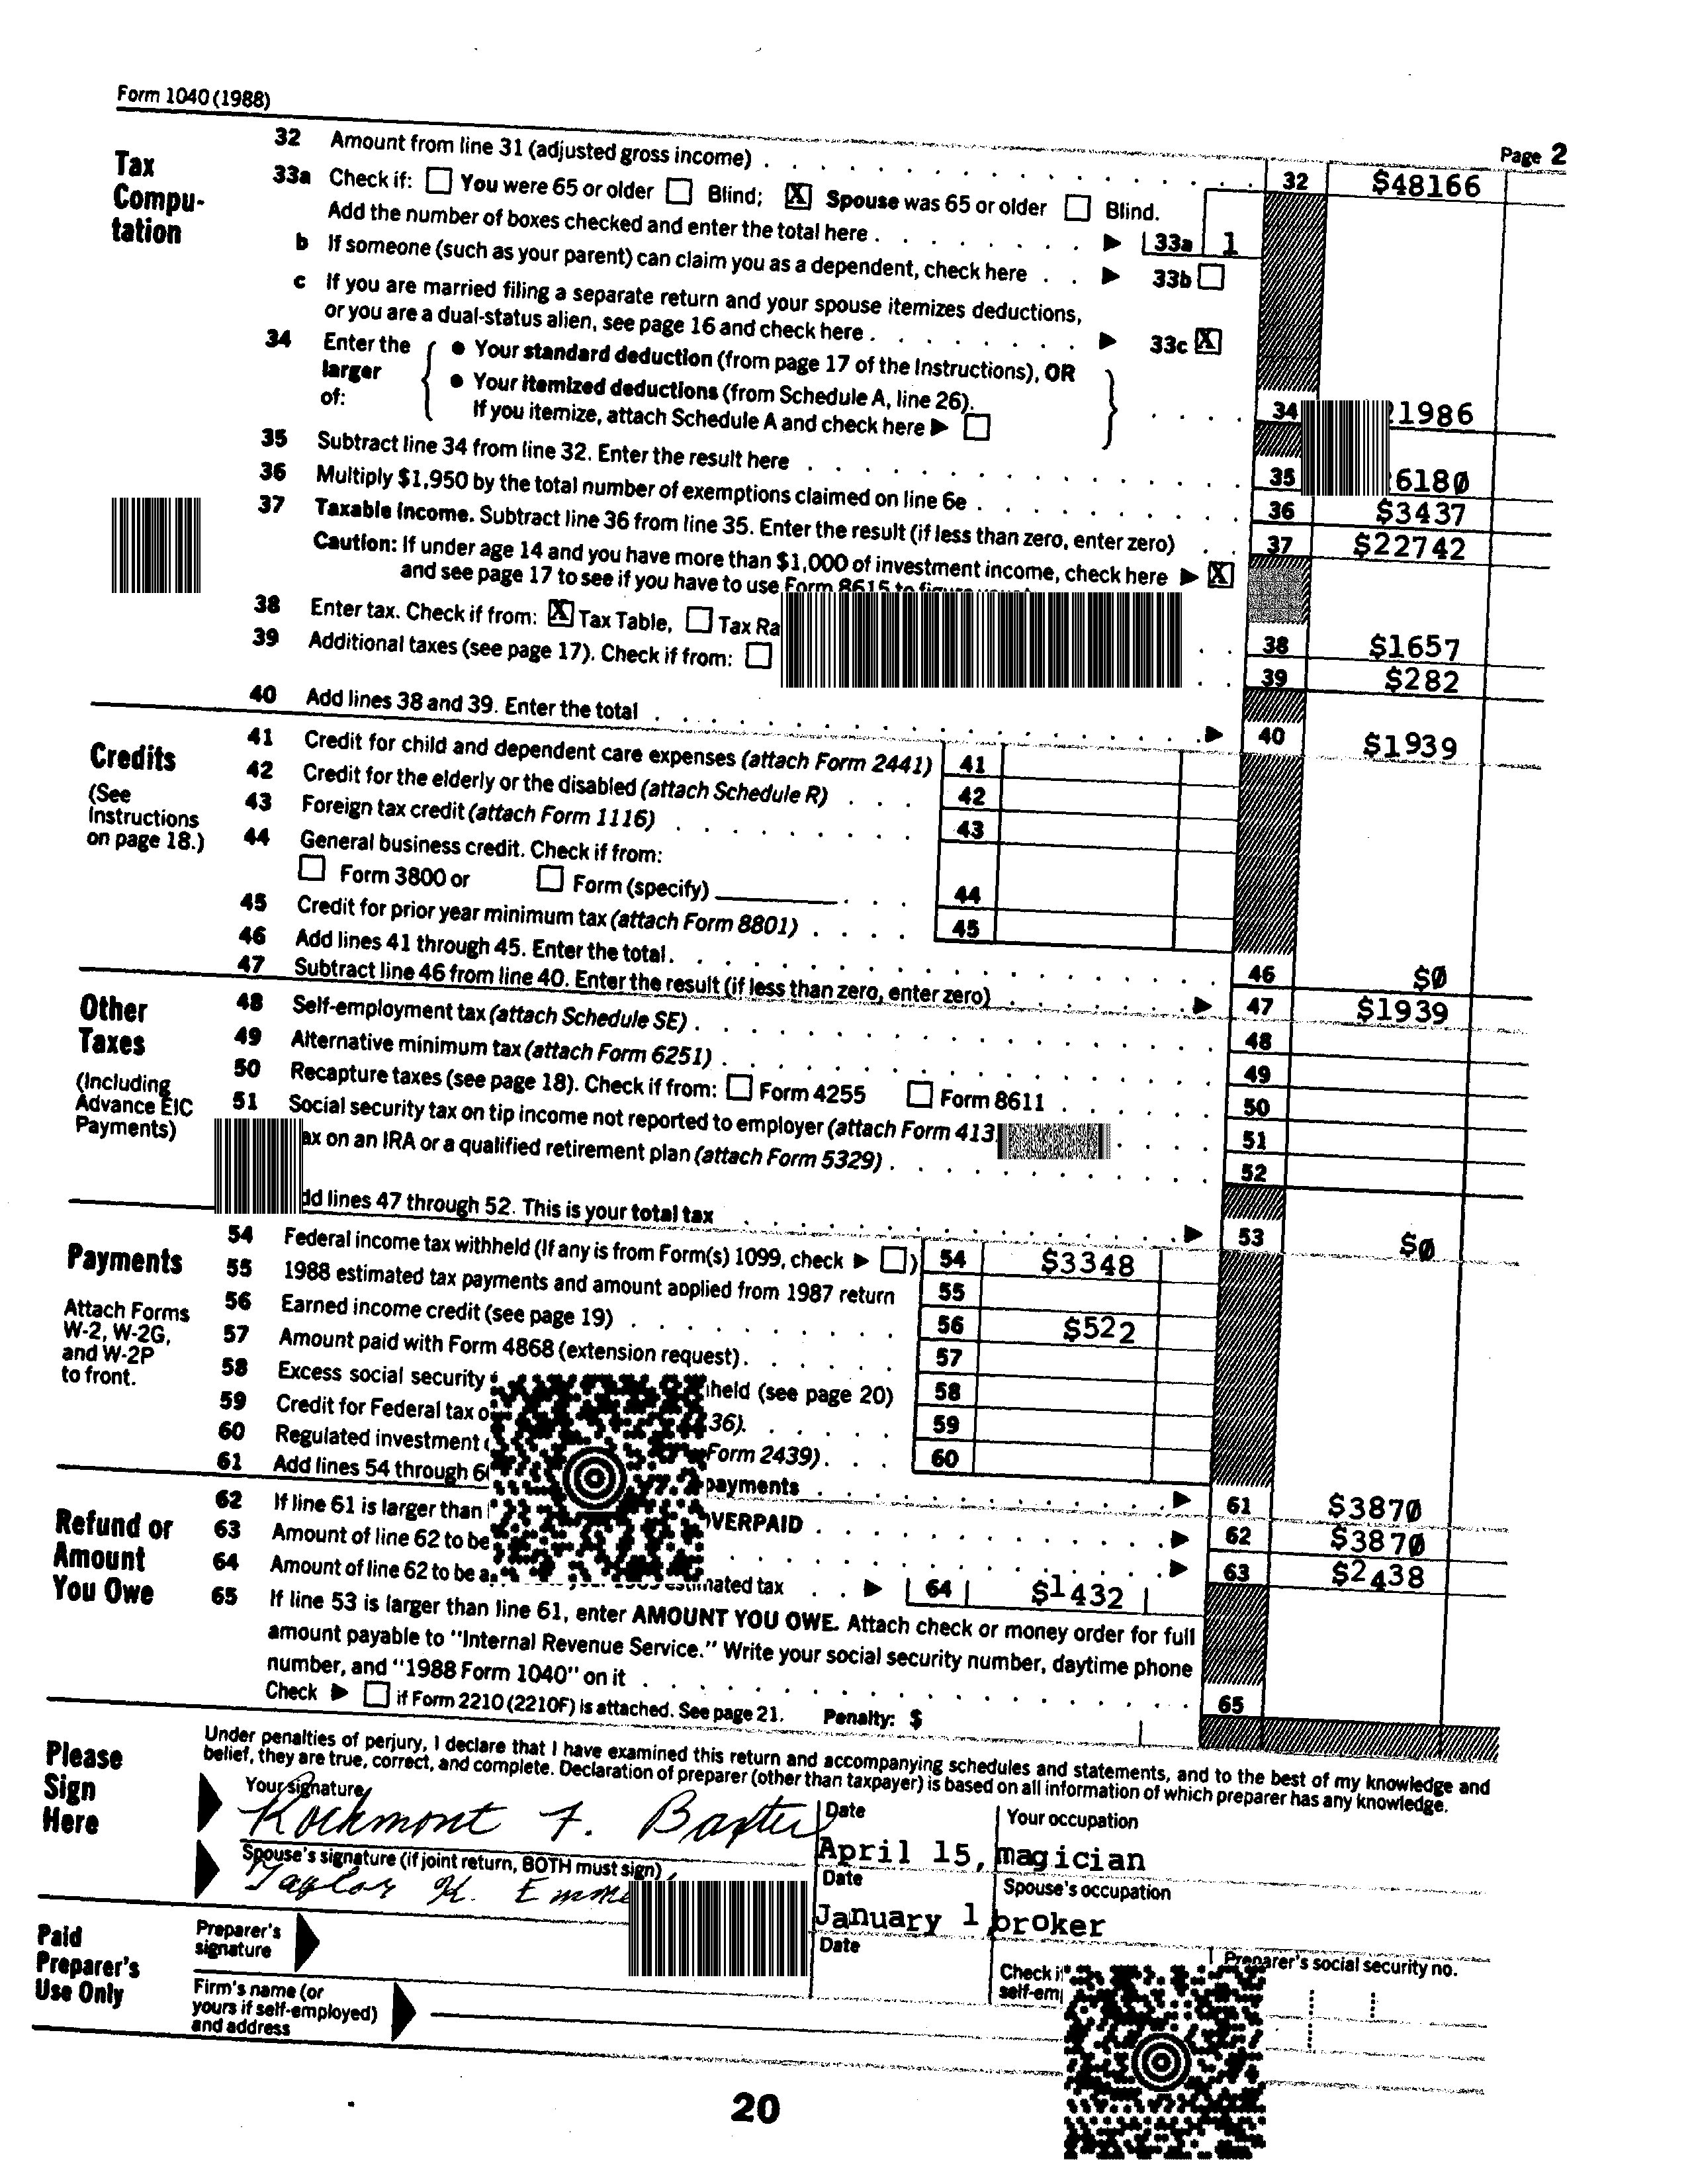 Form 1040 (1988)
Page 2
Tax Compu-tation
32 Amount from line 31 (adjusted gross income) . . . 32 $48166
33a Check if: ☐ You were 65 or older ☐ Blind; ☒ Spouse was 65 or older ☐ Blind.
Add the number of boxes checked and enter the total here . . . ▶ 33a 1
b If someone (such as your parent) can claim you as a dependent, check here . . ▶ 33b ☐
c If you are married filing a separate return and your spouse itemizes deductions,
or you are a dual-status alien, see page 16 and check here . . . ▶ 33c ☒
34 Enter the larger of:
● Your standard deduction (from page 17 of the Instructions), OR
● Your itemized deductions (from Schedule A, line 26).
If you itemize, attach Schedule A and check here ▶ ☐ . . . 34 1986
35 Subtract line 34 from line 32. Enter the result here . . . 35 6180
36 Multiply $1,950 by the total number of exemptions claimed on line 6e . . . 36 $3437
37 Taxable income. Subtract line 36 from line 35. Enter the result (if less than zero, enter zero) . . 37 $22742
Caution: If under age 14 and you have more than $1,000 of investment income, check here ▶ ☒
and see page 17 to see if you have to use Form 8615 to
38 Enter tax. Check if from: ☒ Tax Table, ☐ Tax . . 38 $1657
39 Additional taxes (see page 17). Check if from: ☐ . . 39 $282
40 Add lines 38 and 39. Enter the total . . . ▶ 40 $1939
Credits
(See Instructions on page 18.)
41 Credit for child and dependent care expenses (attach Form 2441) 41
42 Credit for the elderly or the disabled (attach Schedule R) . . . 42
43 Foreign tax credit (attach Form 1116) . . . 43
44 General business credit. Check if from:
☐ Form 3800 or ☐ Form (specify) . . . 44
45 Credit for prior year minimum tax (attach Form 8801) . . . . 45
46 Add lines 41 through 45. Enter the total . . . 46 $0
47 Subtract line 46 from line 40. Enter the result (if less than zero, enter zero) . . . ▶ 47 $1939
Other Taxes
(Including Advance EIC Payments)
48 Self-employment tax (attach Schedule SE) . . . 48
49 Alternative minimum tax (attach Form 6251) . . . 49
50 Recapture taxes (see page 18). Check if from: ☐ Form 4255 ☐ Form 8611 . . . 50
51 Social security tax on tip income not reported to employer (attach Form . . . 51
on an IRA or a qualified retirement plan (attach Form 5329) . . . 52
lines 47 through 52. This is your total tax . . . ▶ 53 $0
Payments
Attach Forms W-2, W-2G, and W-2P to front.
54 Federal income tax withheld (If any is from Form(s) 1099, check ▶ ☐) 54 $3348
55 1988 estimated tax payments and amount applied from 1987 return 55
56 Earned income credit (see page 19) . . . 56 $522
57 Amount paid with Form 4868 (extension request) . . . 57
58 Excess social security (see page 20) 58
59 Credit for Federal tax . . . 59
60 Regulated investment Form 2439) . . . 60
61 Add lines 54 through payments . . . ▶ 61 $3870
Refund or Amount You Owe
62 If line 61 is larger than OVERPAID . . . ▶ 62 $3870
63 Amount of line 62 to be . . . ▶ 63 $2438
64 Amount of line 62 to be estimated tax . . ▶ 64 $1432
65 If line 53 is larger than line 61, enter AMOUNT YOU OWE. Attach check or money order for full
amount payable to "Internal Revenue Service." Write your social security number, daytime phone
number, and "1988 Form 1040" on it . . . 65
Check ▶ ☐ if Form 2210 (2210F) is attached. See page 21. Penalty: $
Please Sign Here
Under penalties of perjury, I declare that I have examined this return and accompanying schedules and statements, and to the best of my knowledge and
belief, they are true, correct, and complete. Declaration of preparer (other than taxpayer) is based on all information of which preparer has any knowledge.
Your signature
Rockmont F. Baxter
Date
April 15,
Your occupation
magician
Spouse's signature (if joint return, BOTH must sign)
Taylor K.
Date
January 1
Spouse's occupation
broker
Paid Preparer's Use Only
Preparer's signature
Date
Check
Preparer's social security no.
Firm's name (or yours if self-employed) and address
20